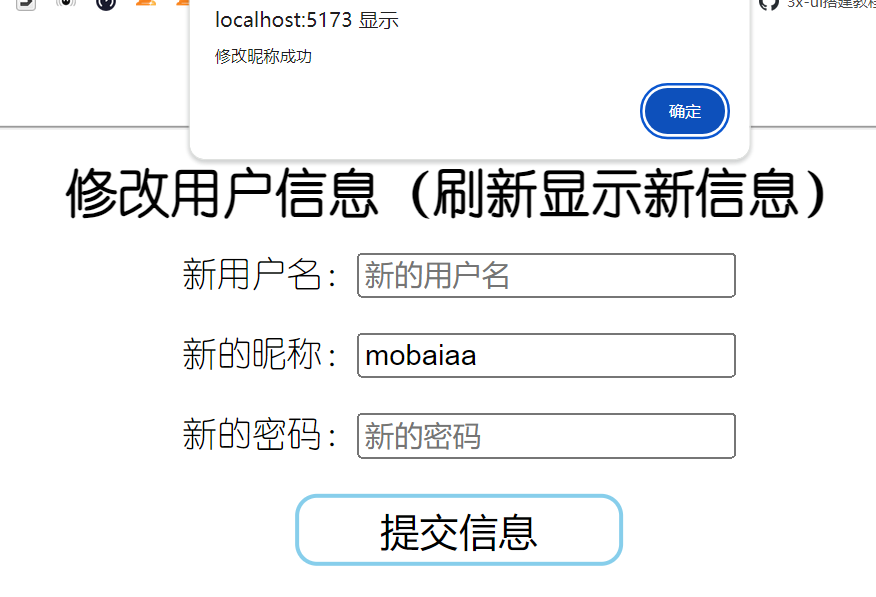 3x-ui搭建教程
localhost:5173 显示
修改昵称成功
确定
修改用户信息（刷新显示新信息）
新用户名： 新的用户名
新的昵称： mobaiaa
新的密码： 新的密码
提交信息